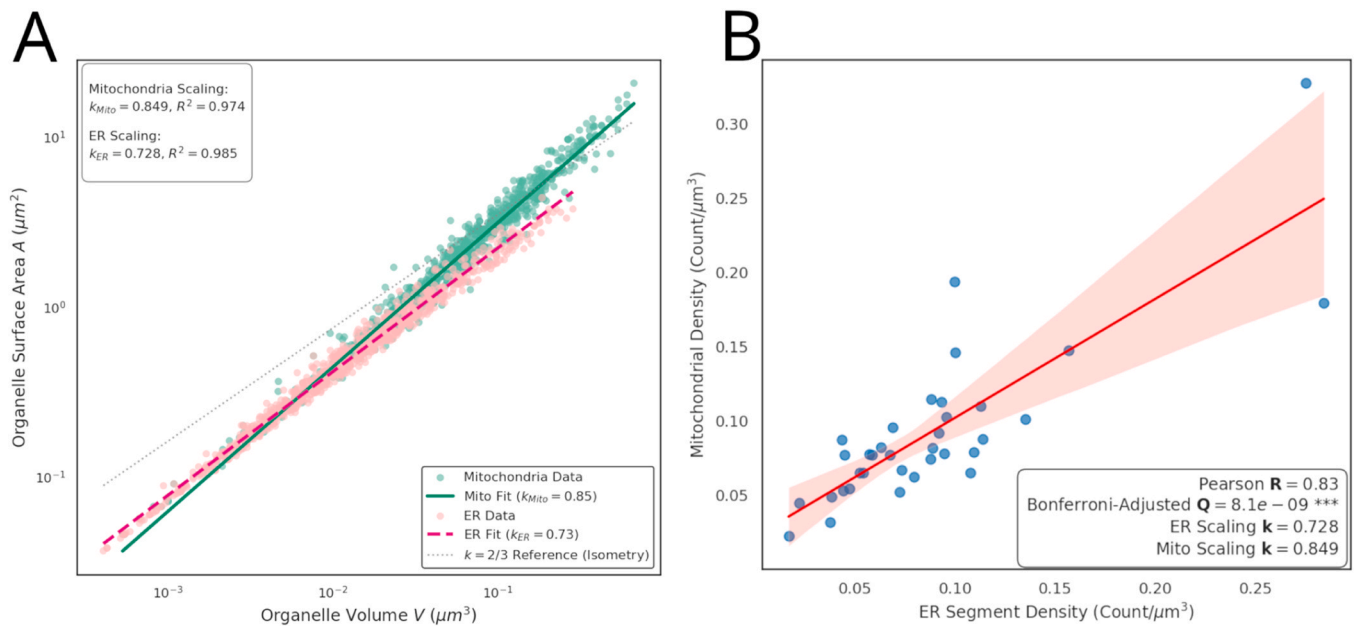 A
Mitochondria Scaling:
k_Mito = 0.849, R² = 0.974
ER Scaling:
k_ER = 0.728, R² = 0.985
Organelle Surface Area A (μm²)
10¹
10⁰
10⁻¹
Mitochondria Data
Mito Fit (k_Mito = 0.85)
ER Data
ER Fit (k_ER = 0.73)
k = 2/3 Reference (Isometry)
10⁻³
10⁻²
10⁻¹
Organelle Volume V (μm³)
B
Mitochondrial Density (Count/μm³)
0.30
0.25
0.20
0.15
0.10
0.05
Pearson R = 0.83
Bonferroni-Adjusted Q = 8.1e − 09 ***
ER Scaling k = 0.728
Mito Scaling k = 0.849
0.05
0.10
0.15
0.20
0.25
ER Segment Density (Count/μm³)